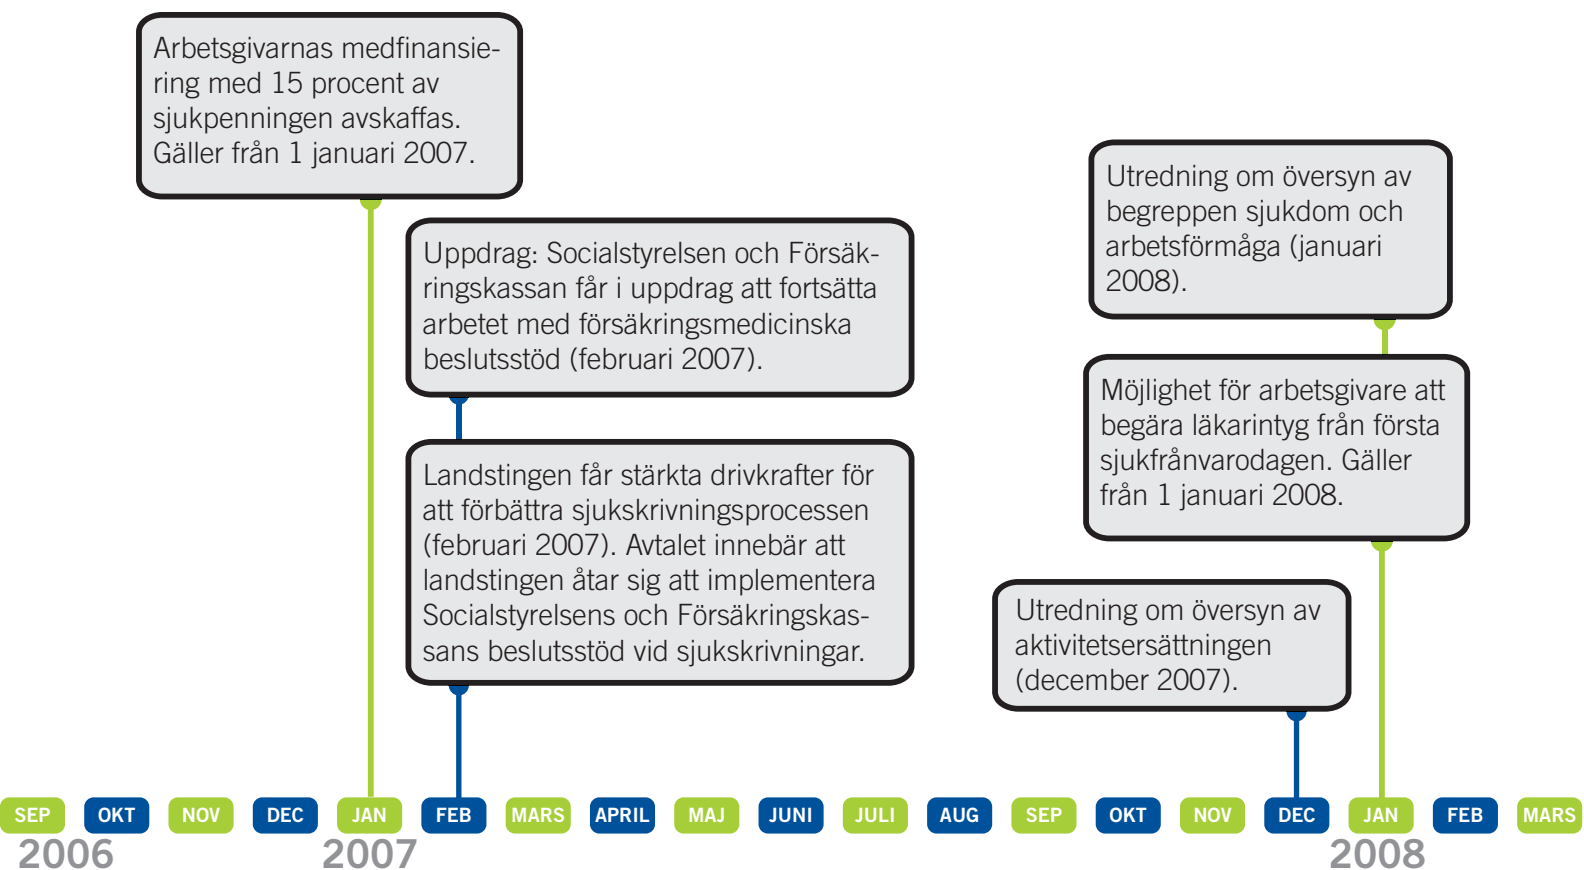 Arbetsgivarnas medfinansie-
ring med 15 procent av
sjukpenningen avskaffas.
Gäller från 1 januari 2007.
Uppdrag: Socialstyrelsen och Försäk-
ringskassan får i uppdrag att fortsätta
arbetet med försäkringsmedicinska
beslutsstöd (februari 2007).
Landstingen får stärkta drivkrafter för
att förbättra sjukskrivningsprocessen
(februari 2007). Avtalet innebär att
landstingen åtar sig att implementera
Socialstyrelsens och Försäkringskas-
sans beslutsstöd vid sjukskrivningar.
Utredning om översyn av
begreppen sjukdom och
arbetsförmåga (januari
2008).
Möjlighet för arbetsgivare att
begära läkarintyg från första
sjukfrånvarodagen. Gäller
från 1 januari 2008.
Utredning om översyn av
aktivitetsersättningen
(december 2007).
SEP OKT NOV DEC JAN FEB MARS APRIL MAJ JUNI JULI AUG SEP OKT NOV DEC JAN FEB MARS
2006 2007 2008